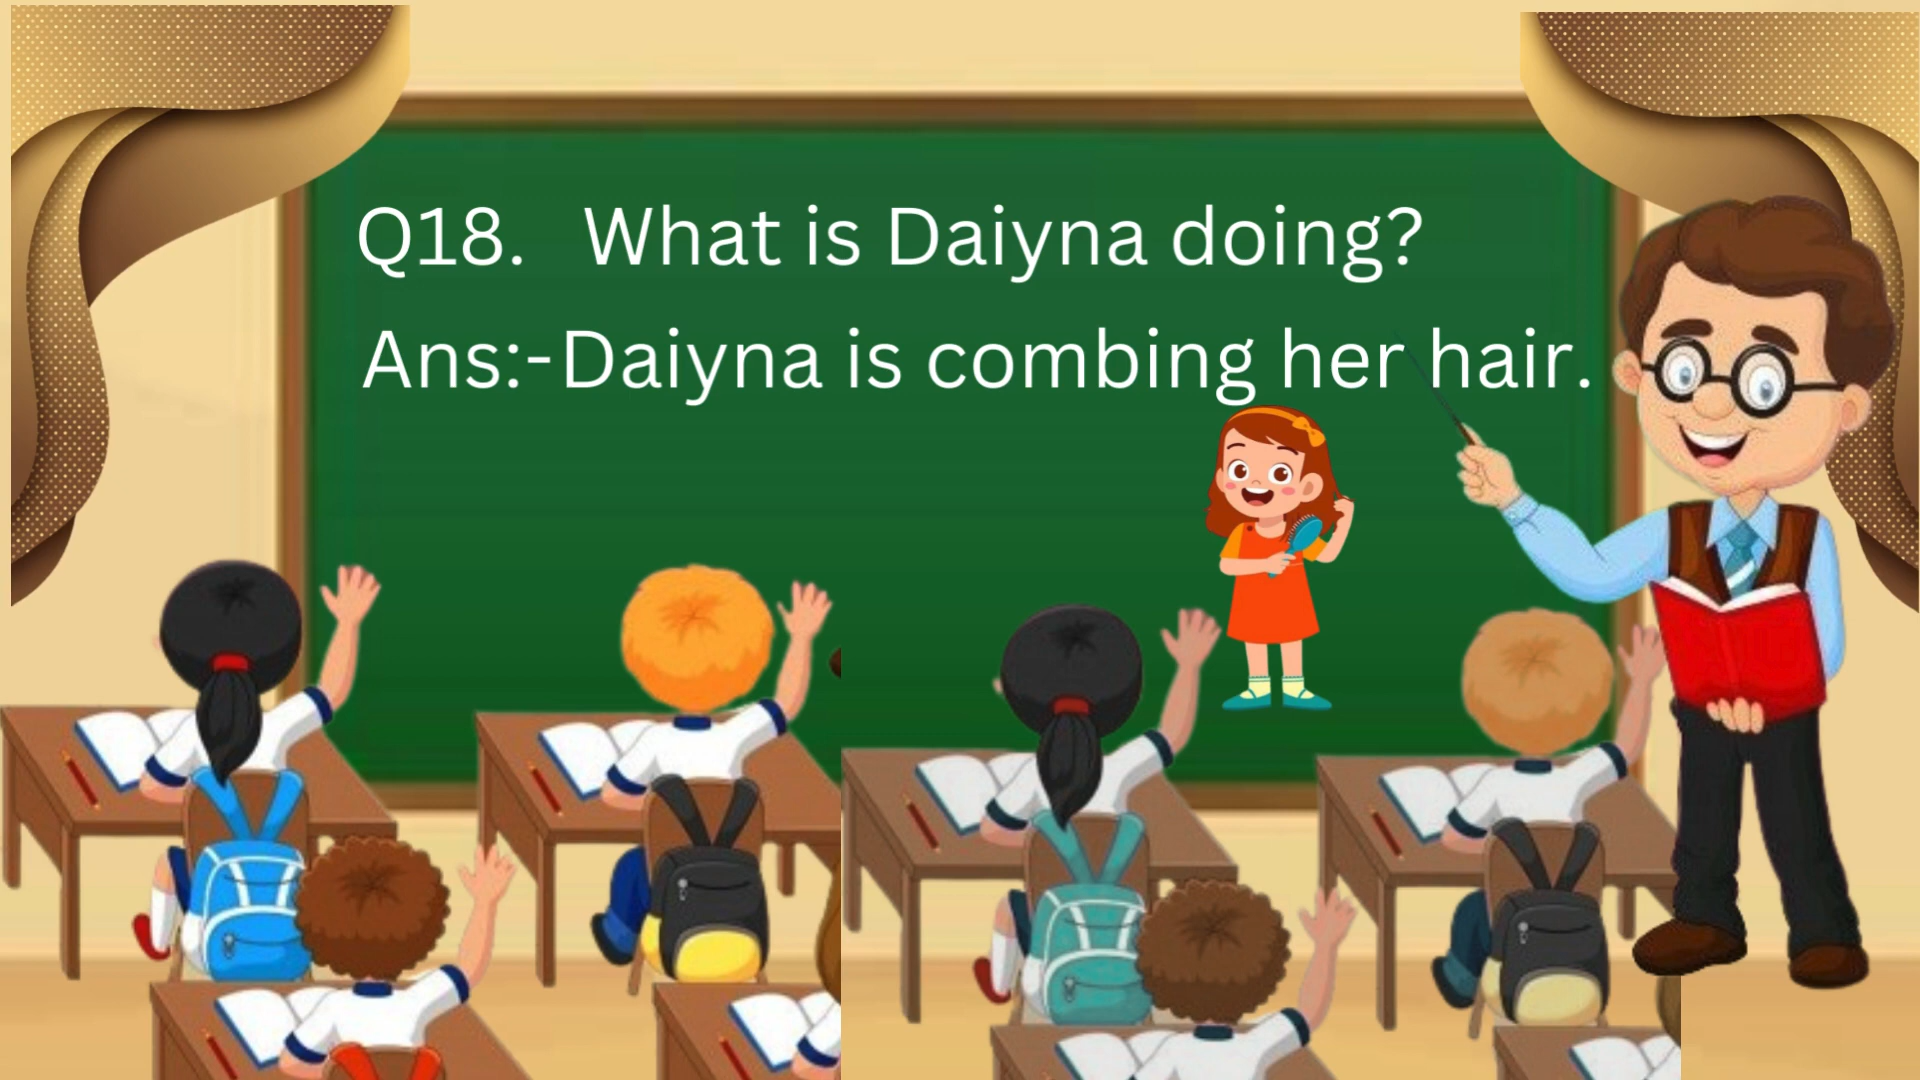 Q18. What is Daiyna doing?
Ans:-Daiyna is combing her hair.